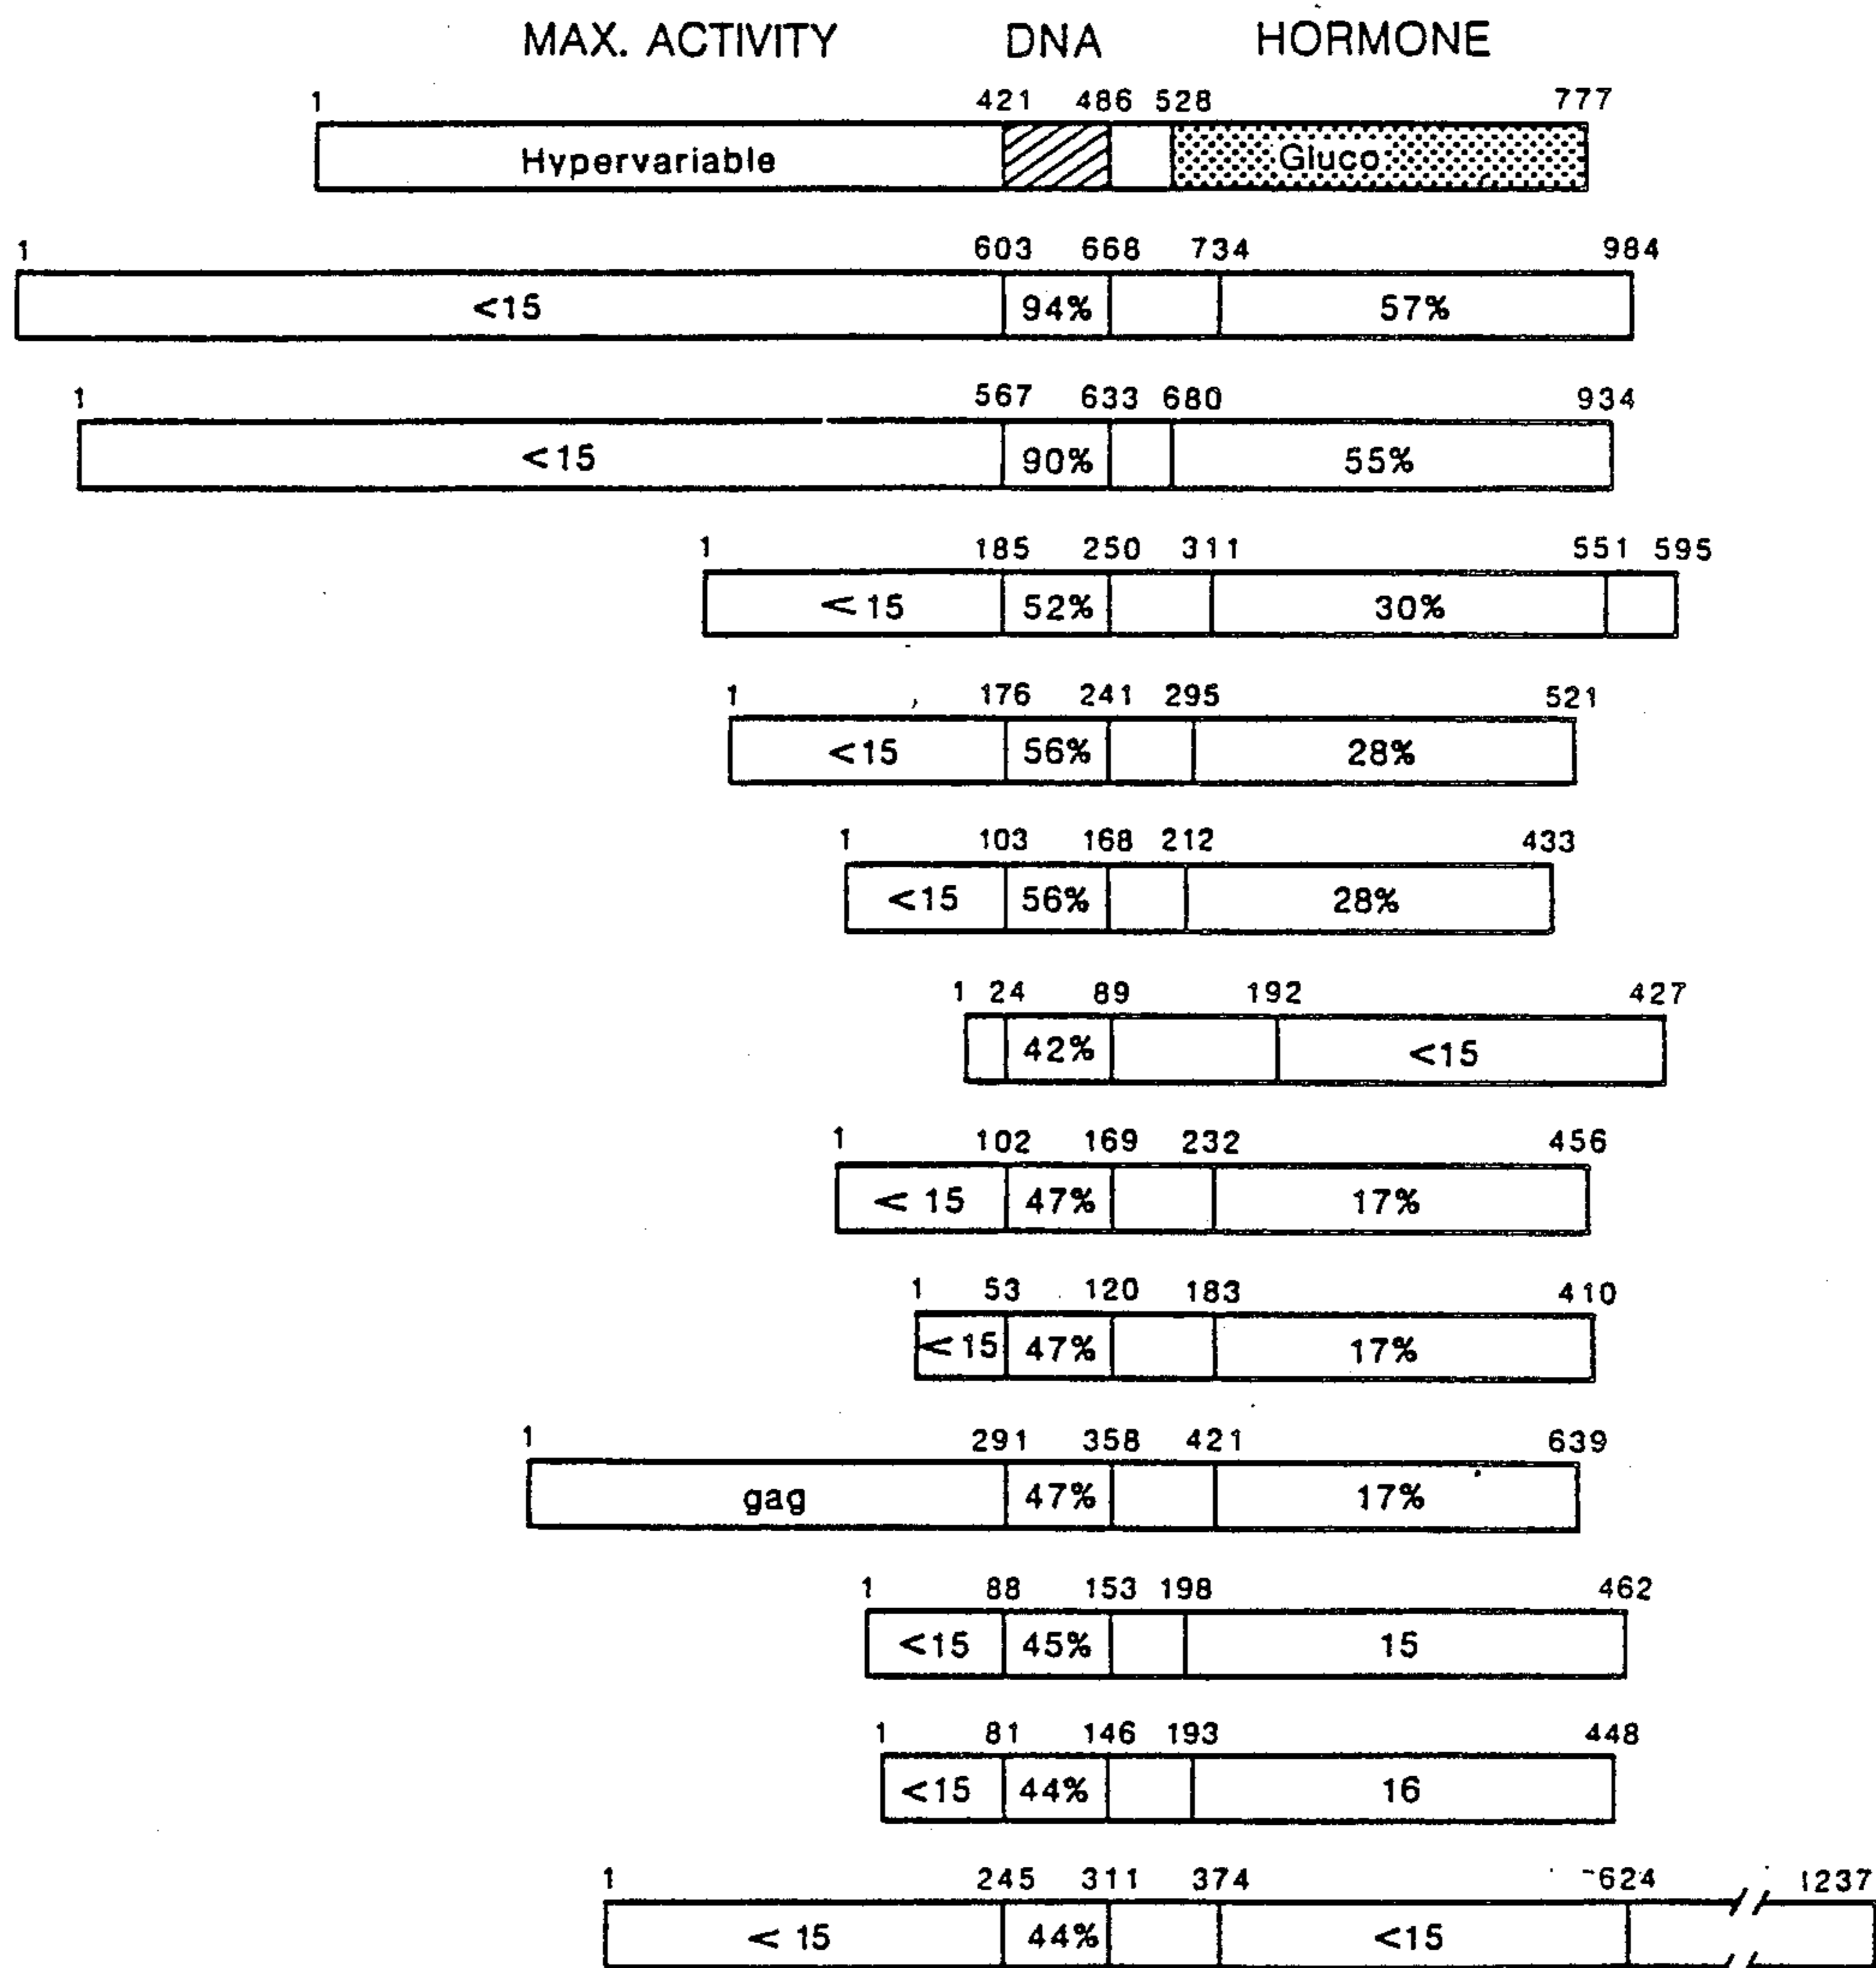 MAX. ACTIVITY DNA HORMONE
1 421 486 528 777
Hypervariable Gluco
1 603 668 734 984
<15 94% 57%
1 567 633 680 934
<15 90% 55%
1 185 250 311 551 595
<15 52% 30%
1 176 241 295 521
<15 56% 28%
1 103 168 212 433
<15 56% 28%
1 24 89 192 427
42% <15
1 102 169 232 456
< 15 47% 17%
1 53 120 183 410
<15 47% 17%
1 291 358 421 639
gag 47% 17%
1 88 153 198 462
<15 45% 15
1 81 146 193 448
<15 44% 16
1 245 311 374 624 1237
< 15 44% <15